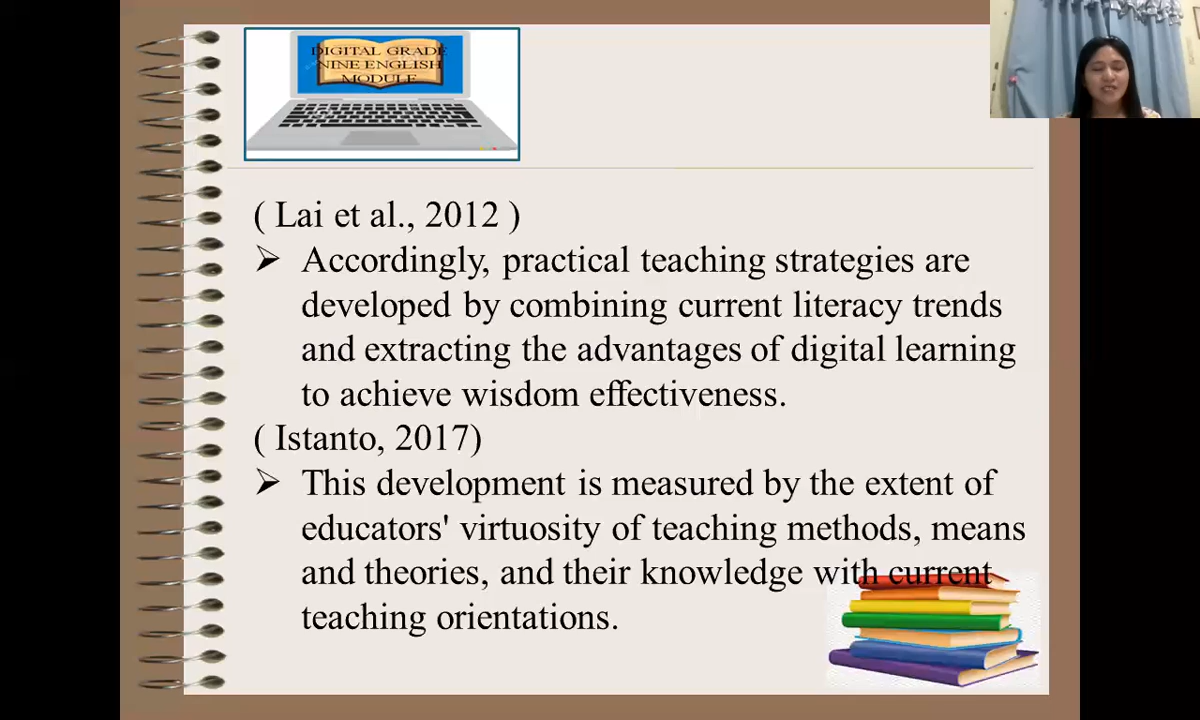 DIGITAL GRADE
NINE ENGLISH
MODULE
( Lai et al., 2012 )
➢ Accordingly, practical teaching strategies are
developed by combining current literacy trends
and extracting the advantages of digital learning
to achieve wisdom effectiveness.
( Istanto, 2017)
➢ This development is measured by the extent of
educators' virtuosity of teaching methods, means
and theories, and their knowledge with current
teaching orientations.